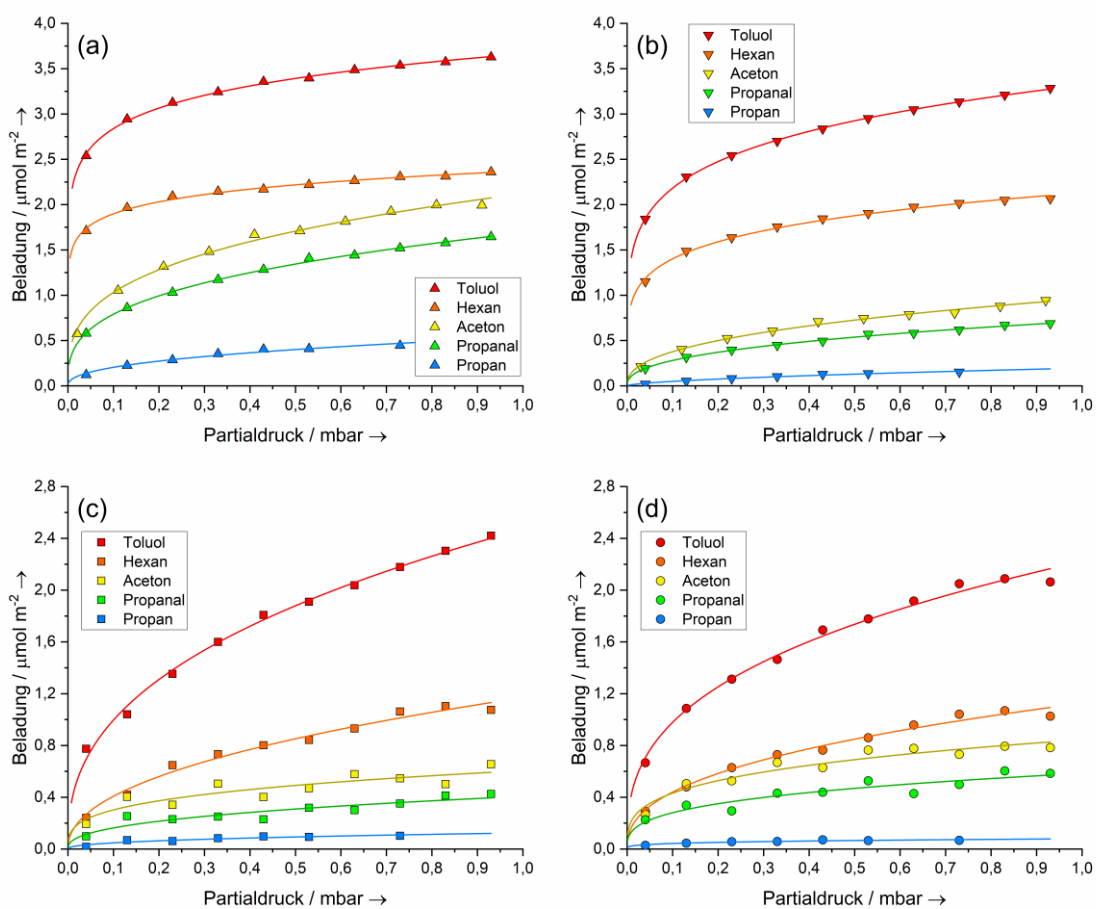 (a)
Beladung / μmol m⁻² →
4,0
3,5
3,0
2,5
2,0
1,5
1,0
0,5
0,0
Toluol
Hexan
Aceton
Propanal
Propan
0,0 0,1 0,2 0,3 0,4 0,5 0,6 0,7 0,8 0,9 1,0
Partialdruck / mbar →
(b)
Beladung / μmol m⁻² →
4,0
3,5
3,0
2,5
2,0
1,5
1,0
0,5
0,0
Toluol
Hexan
Aceton
Propanal
Propan
0,0 0,1 0,2 0,3 0,4 0,5 0,6 0,7 0,8 0,9 1,0
Partialdruck / mbar →
(c)
Beladung / μmol m⁻² →
2,8
2,4
2,0
1,6
1,2
0,8
0,4
0,0
Toluol
Hexan
Aceton
Propanal
Propan
0,0 0,1 0,2 0,3 0,4 0,5 0,6 0,7 0,8 0,9 1,0
Partialdruck / mbar →
(d)
Beladung / μmol m⁻² →
2,8
2,4
2,0
1,6
1,2
0,8
0,4
0,0
Toluol
Hexan
Aceton
Propanal
Propan
0,0 0,1 0,2 0,3 0,4 0,5 0,6 0,7 0,8 0,9 1,0
Partialdruck / mbar →